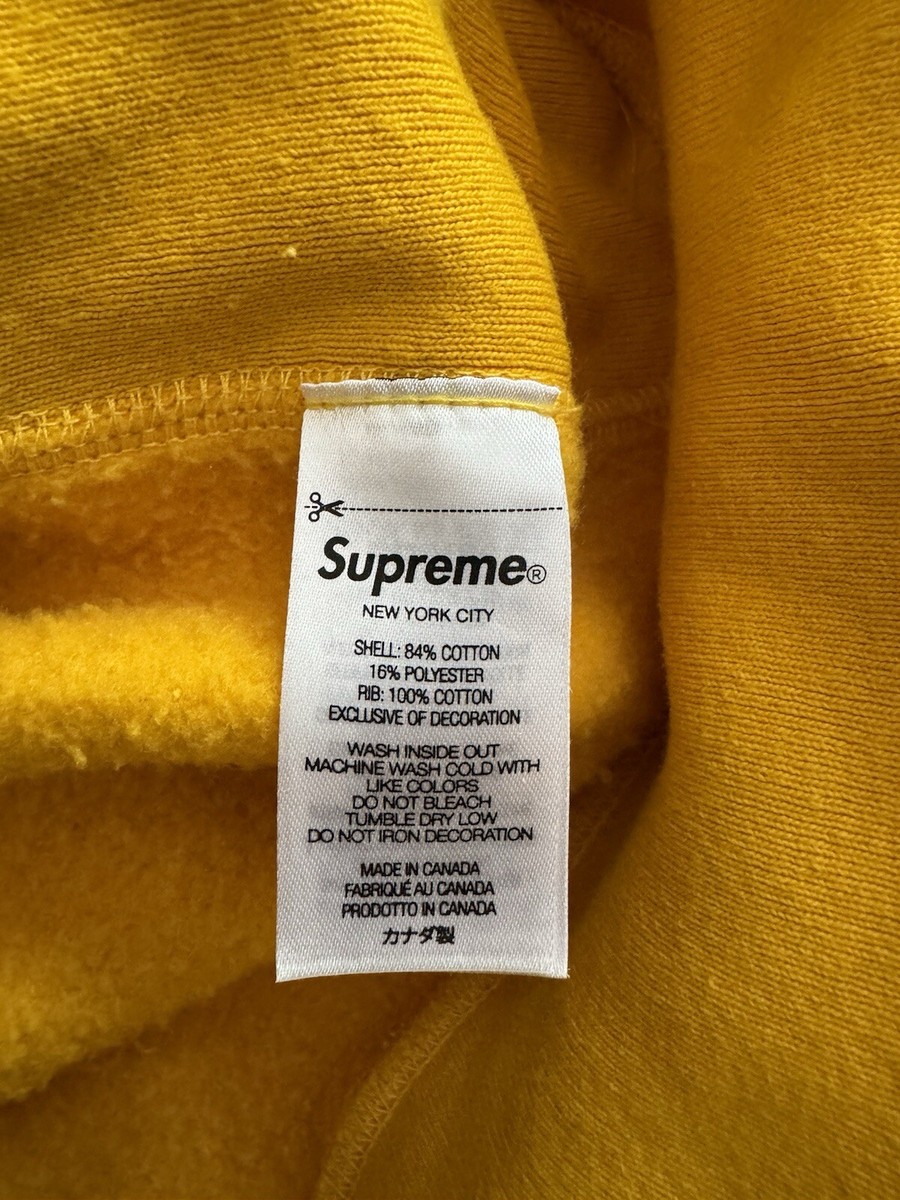 Supreme®
NEW YORK CITY
SHELL: 84% COTTON
16% POLYESTER
RIB: 100% COTTON
EXCLUSIVE OF DECORATION
WASH INSIDE OUT
MACHINE WASH COLD WITH
LIKE COLORS
DO NOT BLEACH
TUMBLE DRY LOW
DO NOT IRON DECORATION
MADE IN CANADA
FABRIQUÉ AU CANADA
PRODOTTO IN CANADA
カナダ製